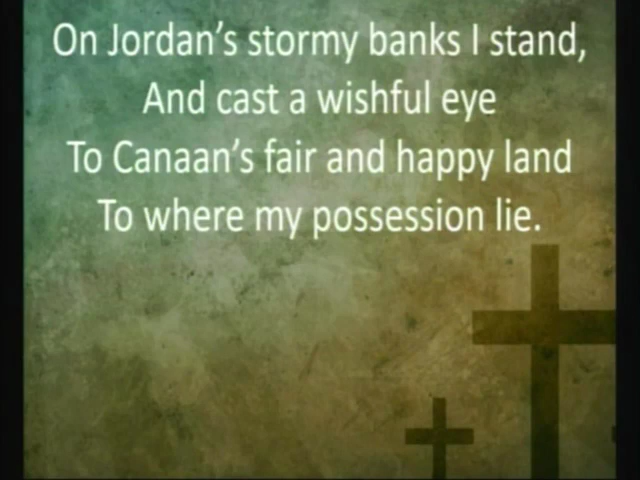 On Jordan's stormy banks I stand,
And cast a wishful eye
To Canaan's fair and happy land
To where my possession lie.